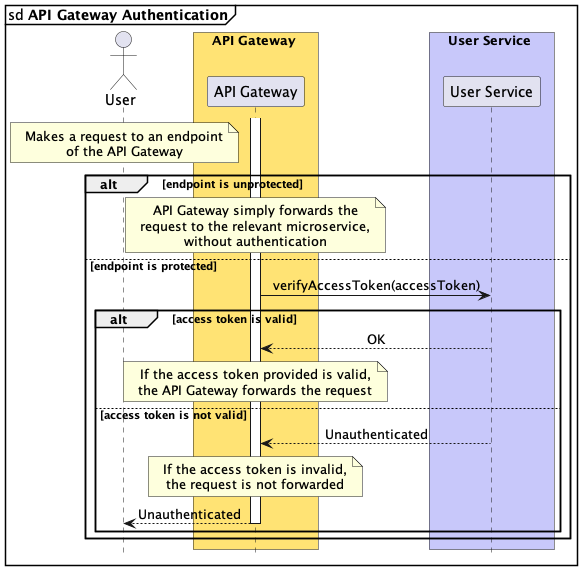 sd API Gateway Authentication
API Gateway
User Service
User
API Gateway
User Service
Makes a request to an endpoint
of the API Gateway
alt
[endpoint is unprotected]
API Gateway simply forwards the
request to the relevant microservice,
without authentication
[endpoint is protected]
verifyAccessToken(accessToken)
alt
[access token is valid]
OK
If the access token provided is valid,
the API Gateway forwards the request
[access token is not valid]
Unauthenticated
If the access token is invalid,
the request is not forwarded
Unauthenticated